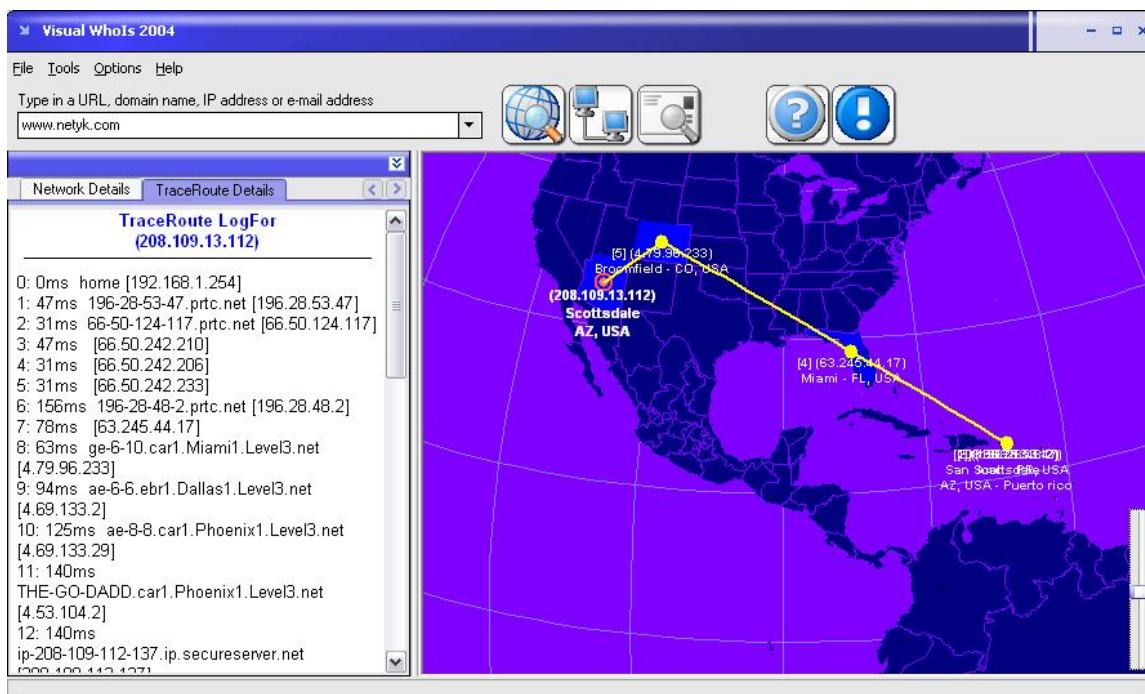 Visual WhoIs 2004
File Tools Options Help
Type in a URL, domain name, IP address or e-mail address
www.netyk.com
Network Details
TraceRoute Details
TraceRoute LogFor
(208.109.13.112)
0: 0ms home [192.168.1.254]
1: 47ms 196-28-53-47.prtc.net [196.28.53.47]
2: 31ms 66-50-124-117.prtc.net [66.50.124.117]
3: 47ms [66.50.242.210]
4: 31ms [66.50.242.206]
5: 31ms [66.50.242.233]
6: 156ms 196-28-48-2.prtc.net [196.28.48.2]
7: 78ms [63.245.44.17]
8: 63ms ge-6-10.car1.Miami1.Level3.net
[4.79.96.233]
9: 94ms ae-6-6.ebr1.Dallas1.Level3.net
[4.69.133.2]
10: 125ms ae-8-8.car1.Phoenix1.Level3.net
[4.69.133.29]
11: 140ms
THE-GO-DADD.car1.Phoenix1.Level3.net
[4.53.104.2]
12: 140ms
ip-208-109-112-137.ip.secureserver.net
[5] (4.79.96.233)
Broomfield - CO, USA
(208.109.13.112)
Scottsdale
AZ, USA
[4] (63.245.44.17)
Miami - FL, USA
San
AZ, USA - Puerto rico